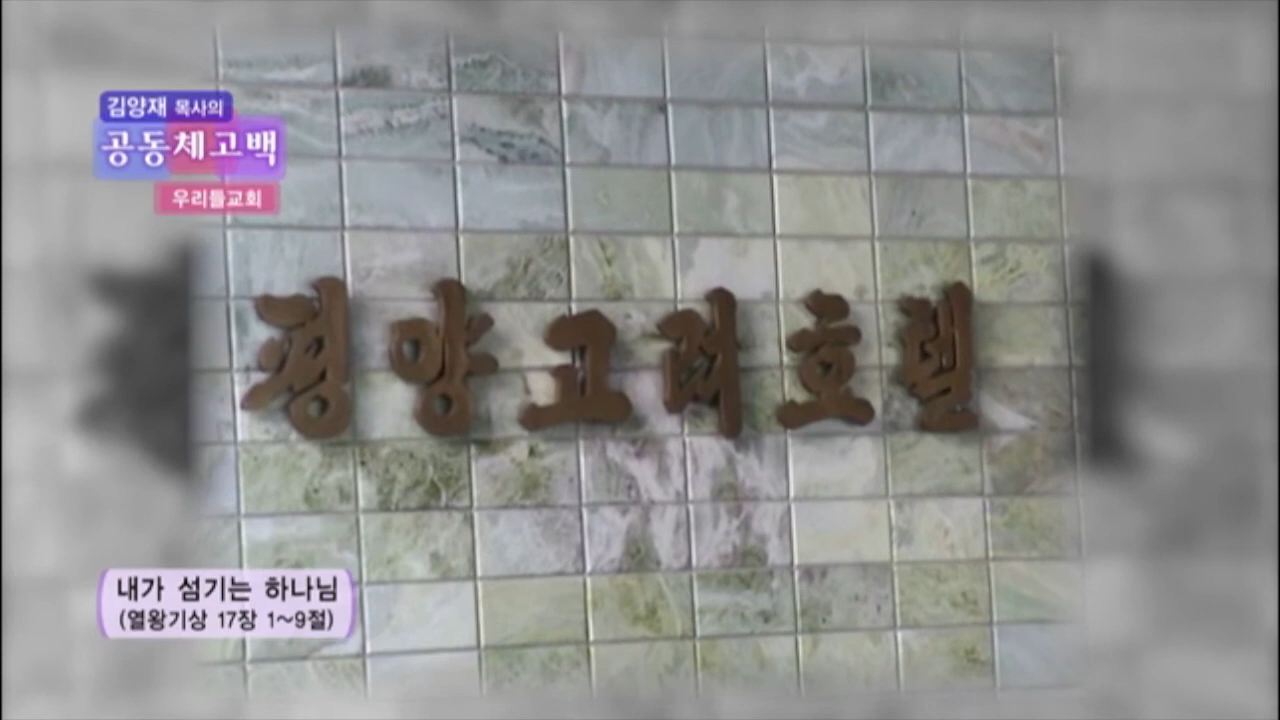 김양재 목사의
공동체고백
우리들교회
평양고려호텔
내가 섬기는 하나님
(열왕기상 17장 1~9절)